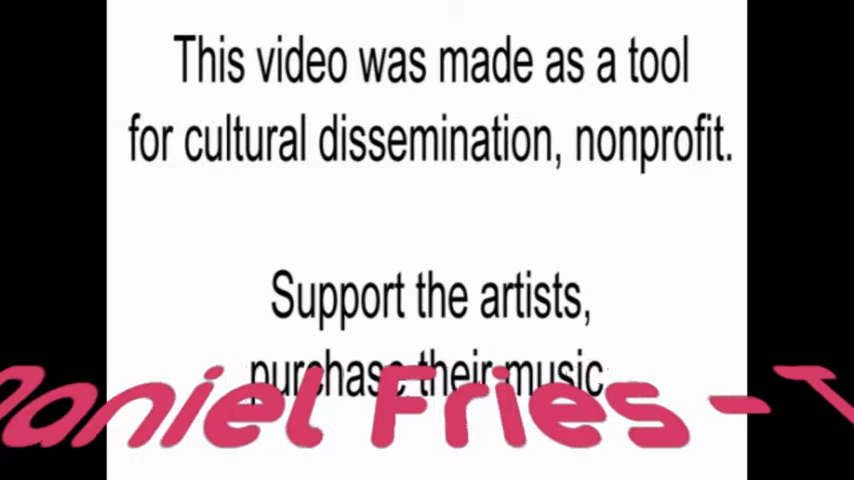 This video was made as a tool
for cultural dissemination, nonprofit.
Support the artists,
purchase their music
Daniel Fries - T